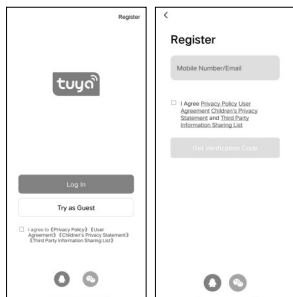 Register
tuya
Log In
Try as Guest
I agree to 《Privacy Policy》《User
Agreement》《Children's Privacy Statement》
《Third Party Information Sharing List》
Register
Mobile Number/Email
I Agree Privacy Policy User
Agreement Children's Privacy
Statement and Third Party
Information Sharing List
Get Verification Code